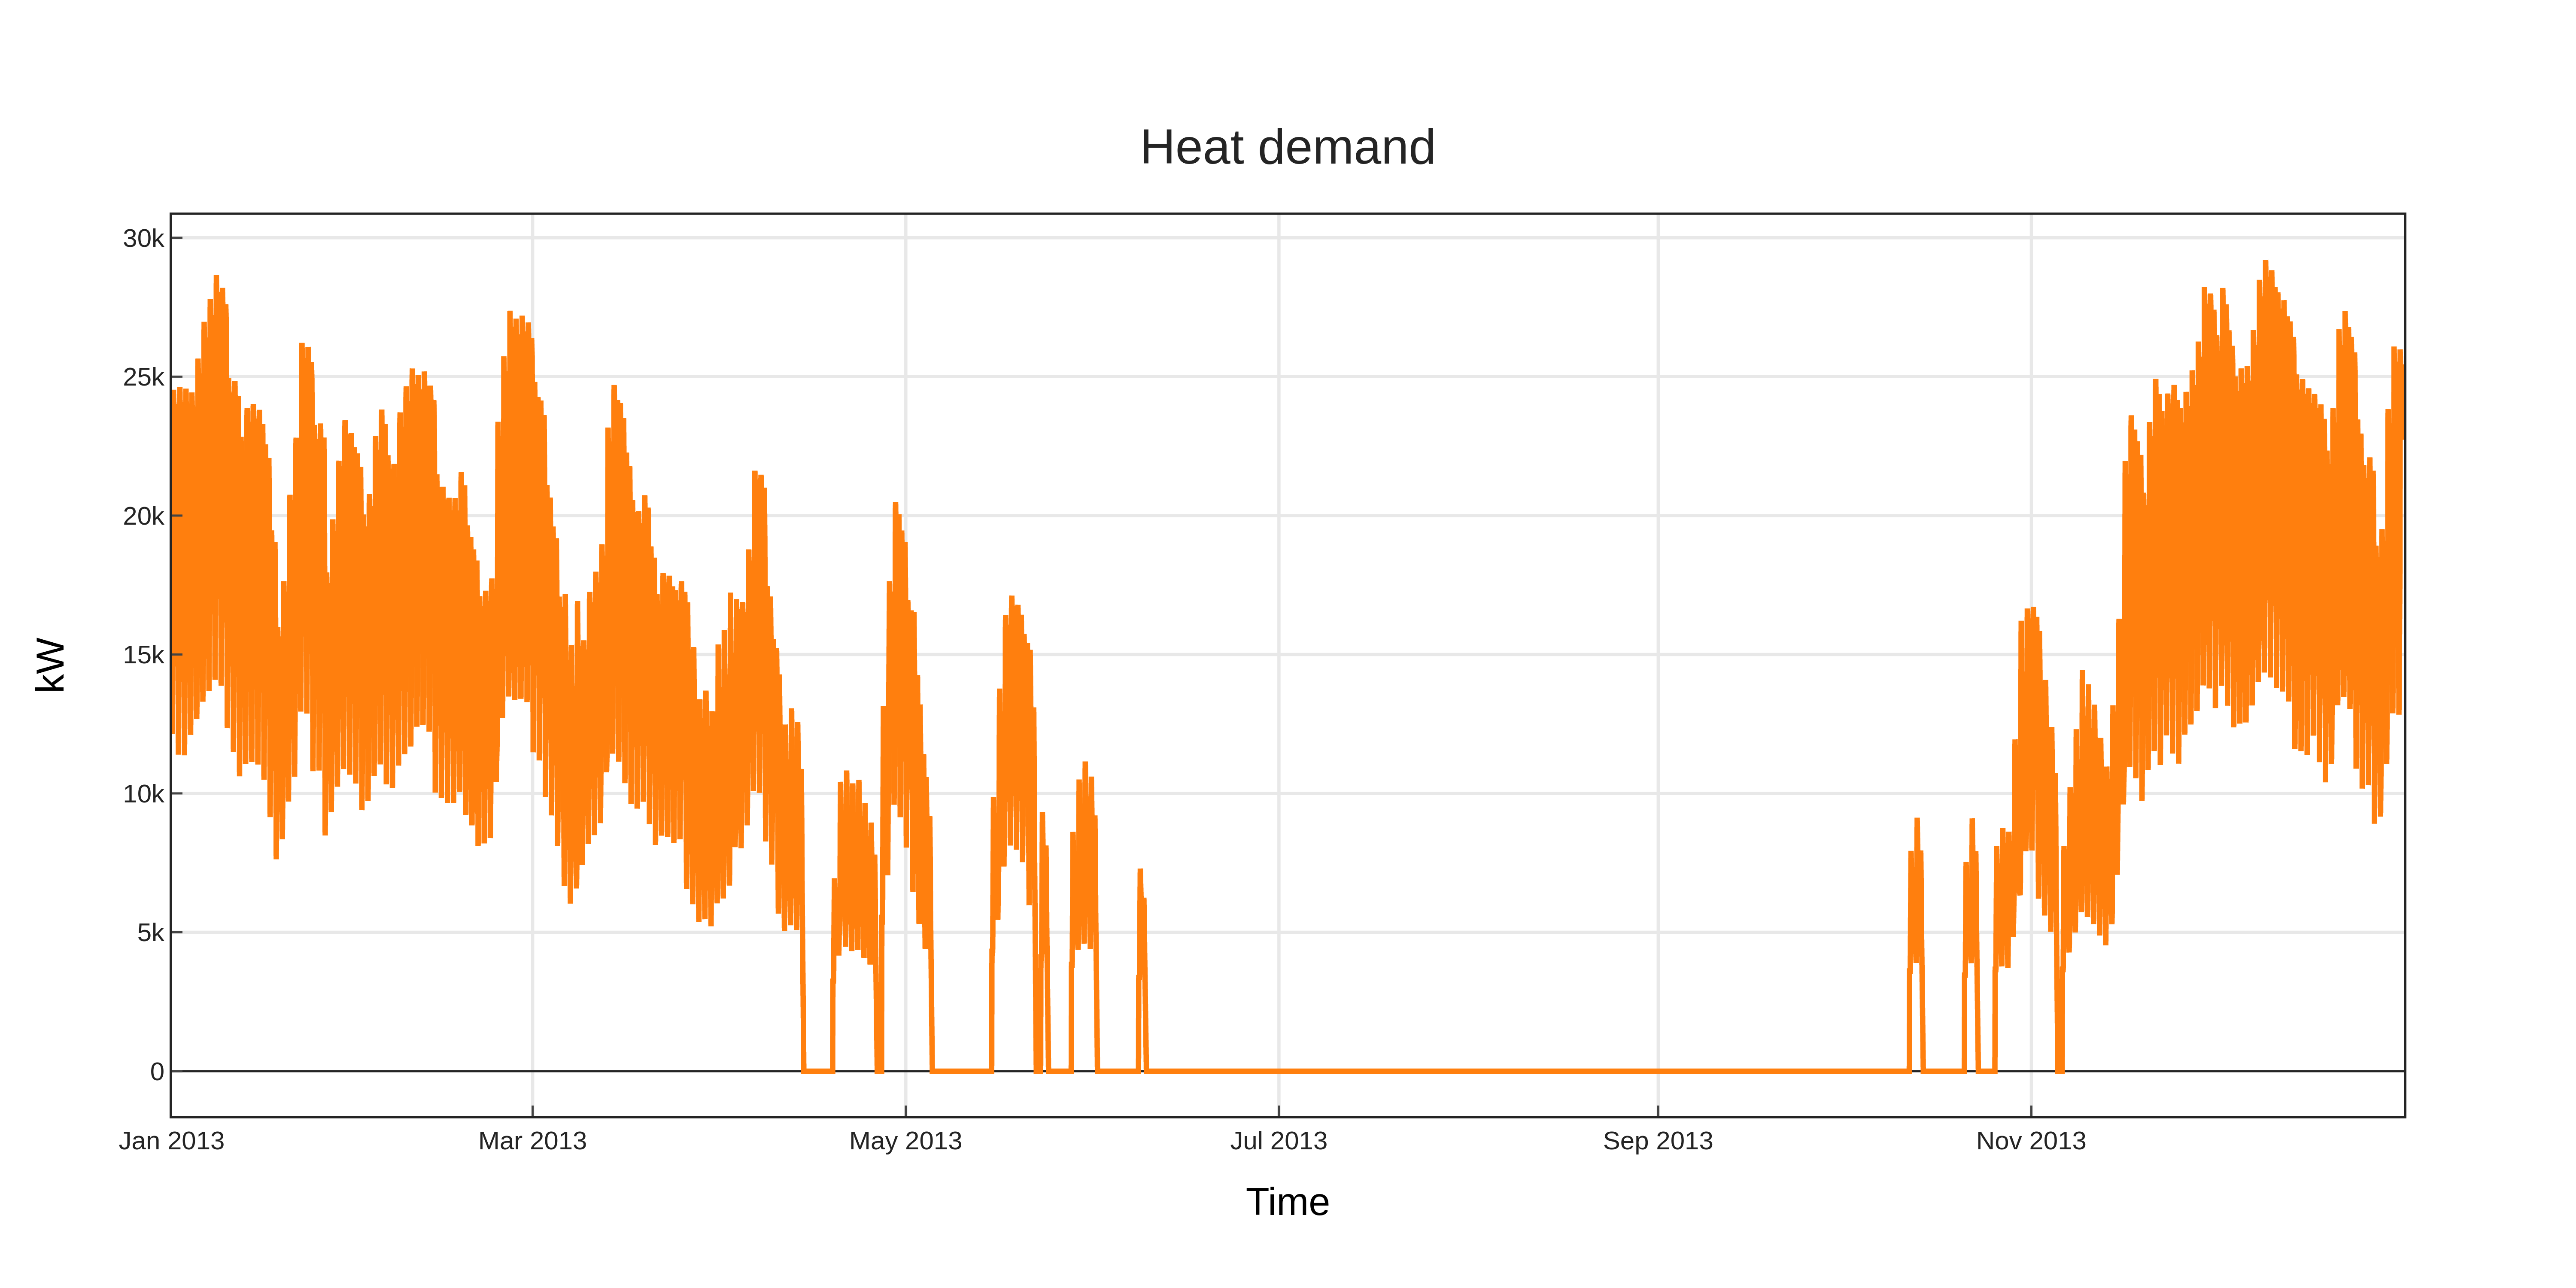 Heat demand
30k
25k
20k
15k
10k
5k
0
kW
Jan 2013
Mar 2013
May 2013
Jul 2013
Sep 2013
Nov 2013
Time